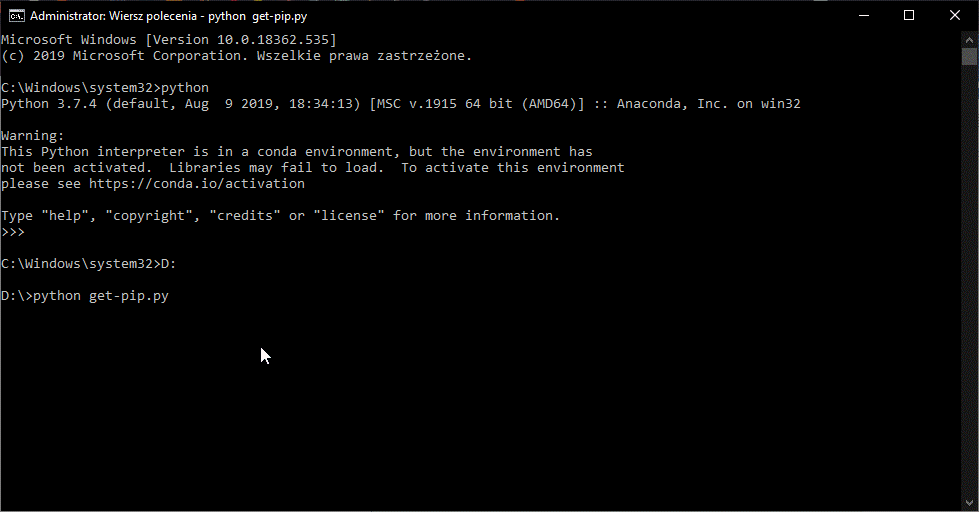 Administrator: Wiersz polecenia - python  get-pip.py
Microsoft Windows [Version 10.0.18362.535]
(c) 2019 Microsoft Corporation. Wszelkie prawa zastrzeżone.
C:\Windows\system32>python
Python 3.7.4 (default, Aug  9 2019, 18:34:13) [MSC v.1915 64 bit (AMD64)] :: Anaconda, Inc. on win32
Warning:
This Python interpreter is in a conda environment, but the environment has
not been activated.  Libraries may fail to load.  To activate this environment
please see https://conda.io/activation
Type "help", "copyright", "credits" or "license" for more information.
>>>
C:\Windows\system32>D:
D:\>python get-pip.py